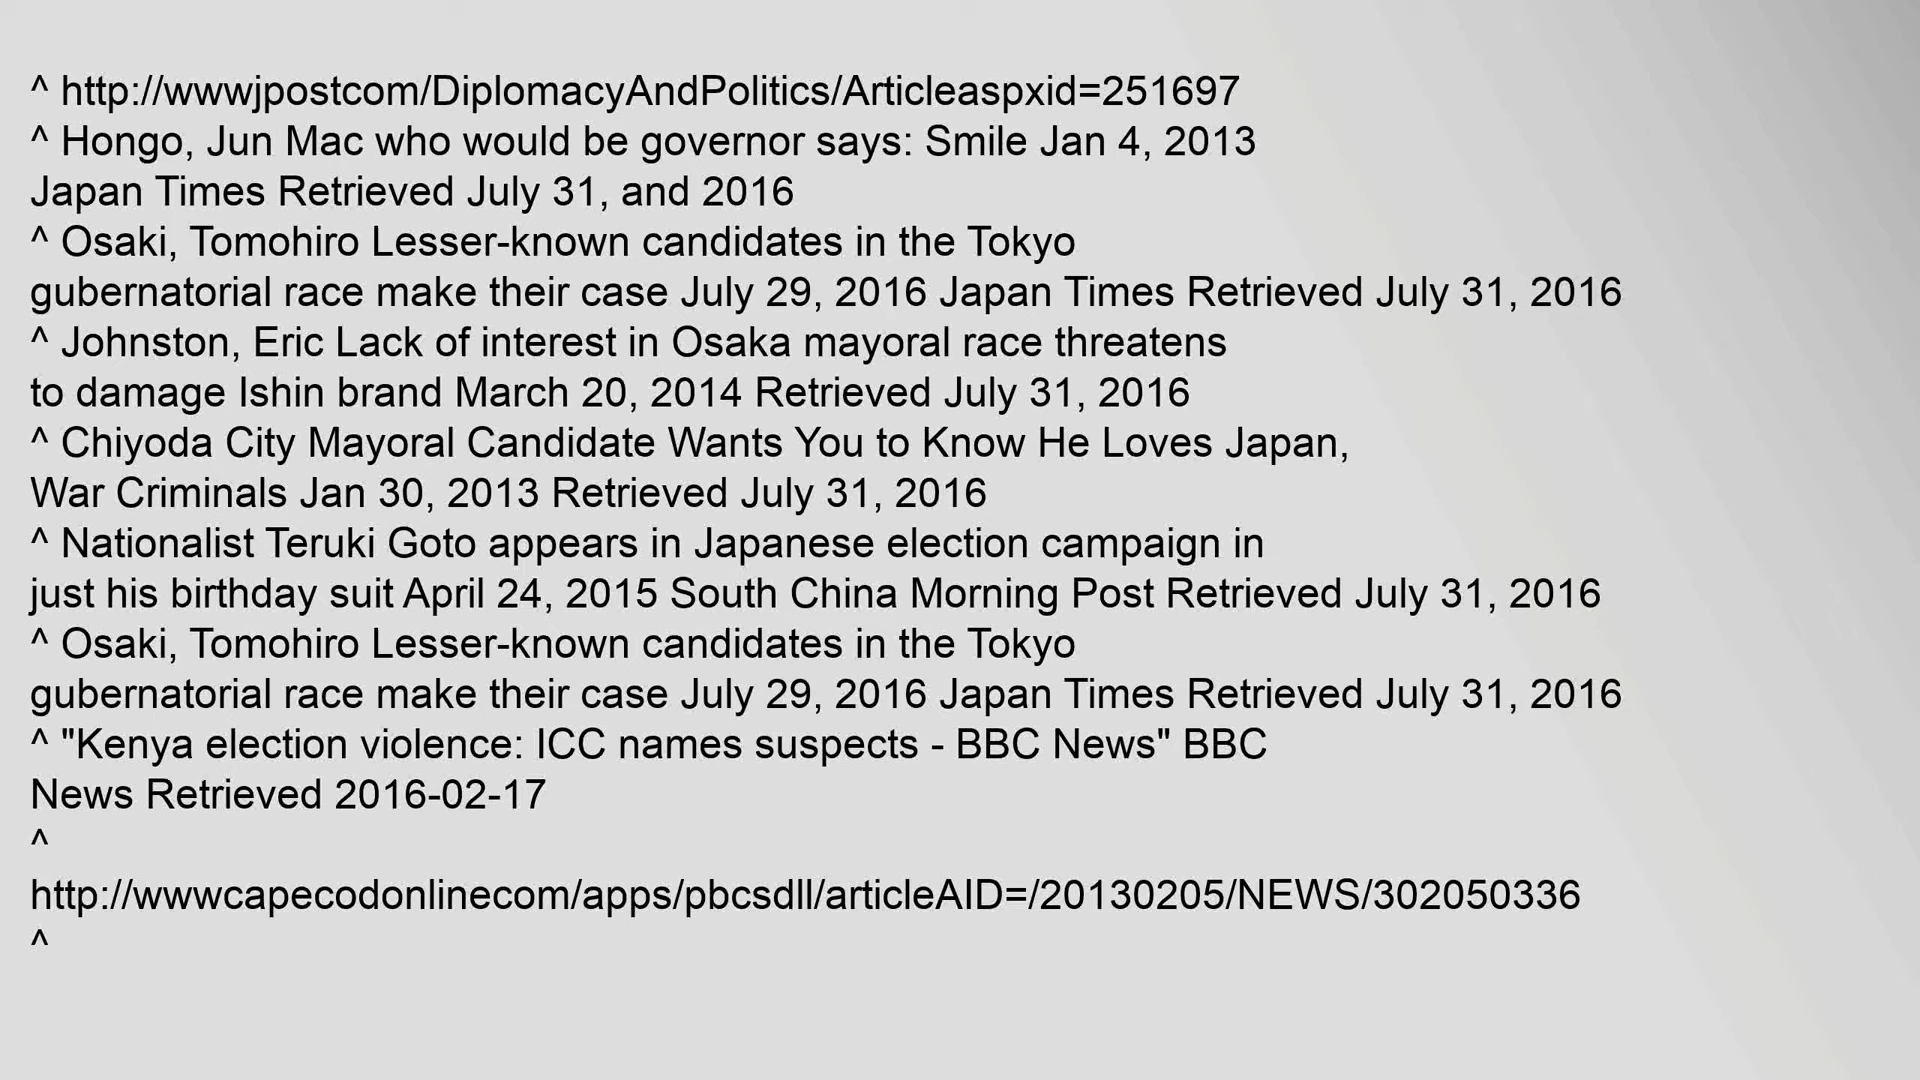 ^ http://wwwjpostcom/DiplomacyAndPolitics/Articleaspxid=251697
^ Hongo, Jun Mac who would be governor says: Smile Jan 4, 2013
Japan Times Retrieved July 31, and 2016
^ Osaki, Tomohiro Lesser-known candidates in the Tokyo
gubernatorial race make their case July 29, 2016 Japan Times Retrieved July 31, 2016
^ Johnston, Eric Lack of interest in Osaka mayoral race threatens
to damage Ishin brand March 20, 2014 Retrieved July 31, 2016
^ Chiyoda City Mayoral Candidate Wants You to Know He Loves Japan,
War Criminals Jan 30, 2013 Retrieved July 31, 2016
^ Nationalist Teruki Goto appears in Japanese election campaign in
just his birthday suit April 24, 2015 South China Morning Post Retrieved July 31, 2016
^ Osaki, Tomohiro Lesser-known candidates in the Tokyo
gubernatorial race make their case July 29, 2016 Japan Times Retrieved July 31, 2016
^ "Kenya election violence: ICC names suspects - BBC News" BBC
News Retrieved 2016-02-17
^
http://wwwcapecodonlinecom/apps/pbcsdll/articleAID=/20130205/NEWS/302050336
^